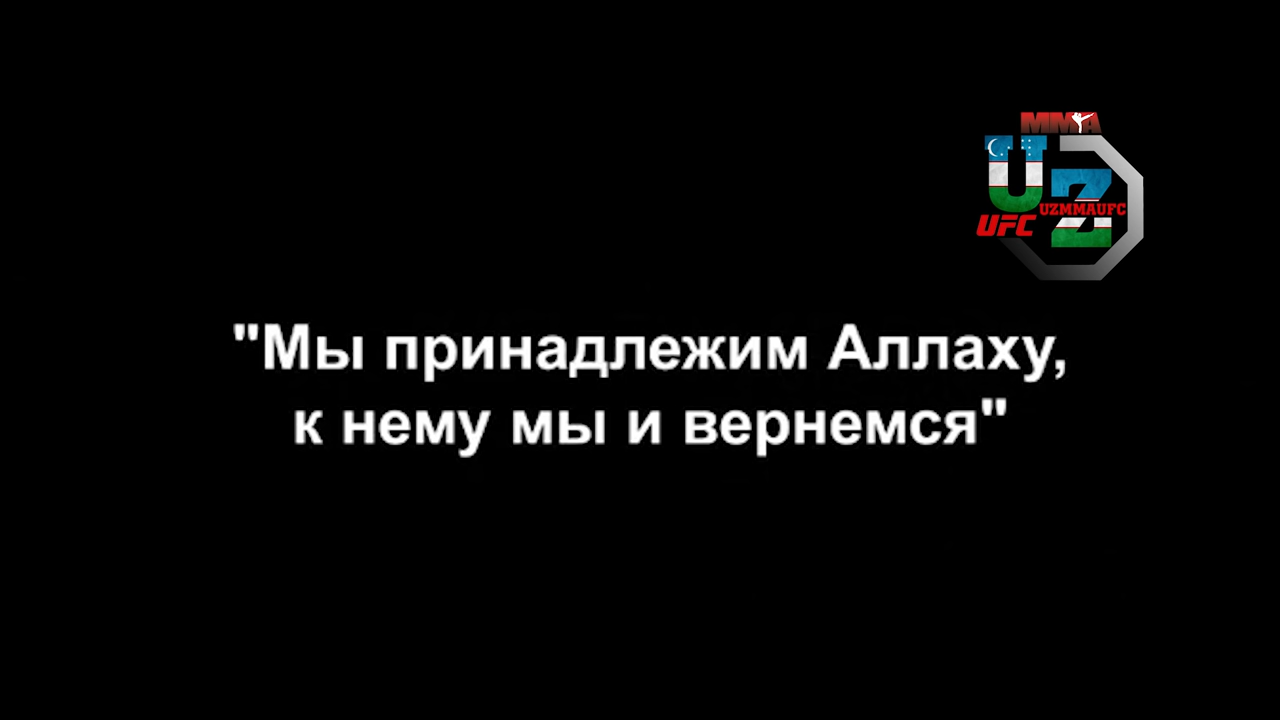 MMA
UZ
UZMMAUFC
UFC
"Мы принадлежим Аллаху,
к нему мы и вернемся"